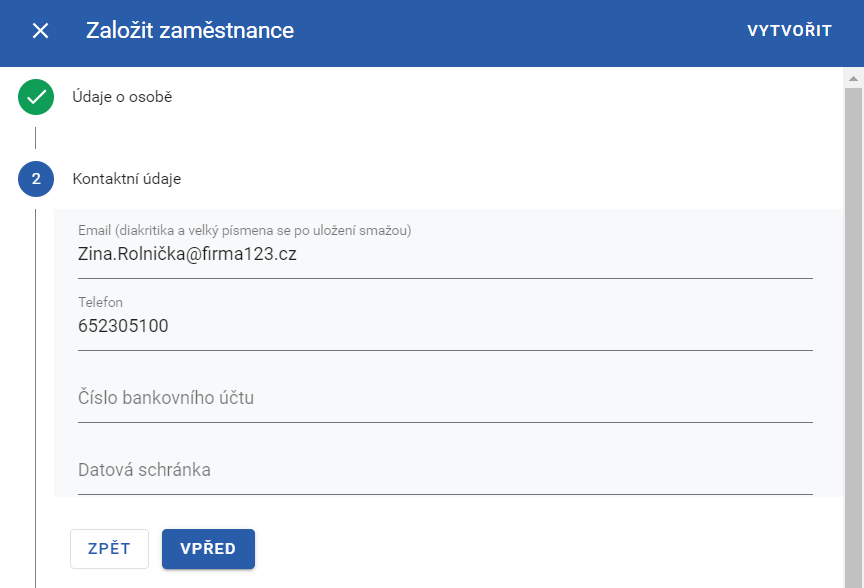 Založit zaměstnance
VYTVOŘIT
Údaje o osobě
2
Kontaktní údaje
Email (diakritika a velký písmena se po uložení smažou)
Zina.Rolnička@firma123.cz
Telefon
652305100
Číslo bankovního účtu
Datová schránka
ZPĚT
VPŘED